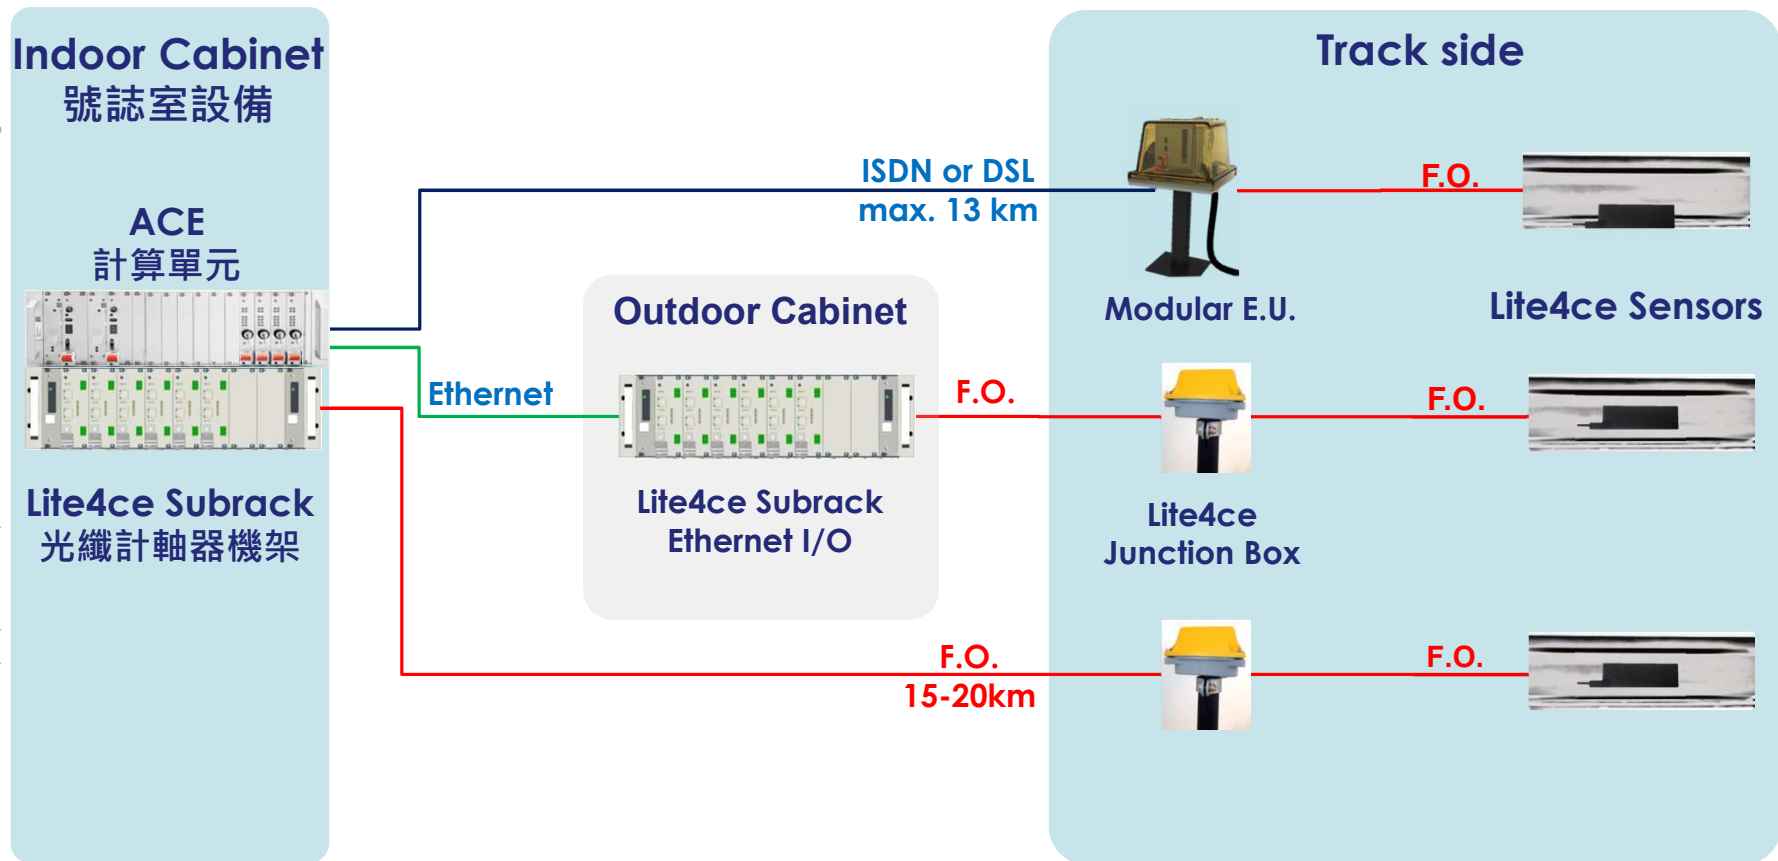 Indoor Cabinet
號誌室設備
ACE
計算單元
Lite4ce Subrack
光纖計軸器機架
Ethernet
Outdoor Cabinet
Lite4ce Subrack
Ethernet I/O
ISDN or DSL
max. 13 km
F.O.
F.O.
15-20km
Track side
Modular E.U.
Lite4ce
Junction Box
F.O.
Lite4ce Sensors
F.O.
F.O.